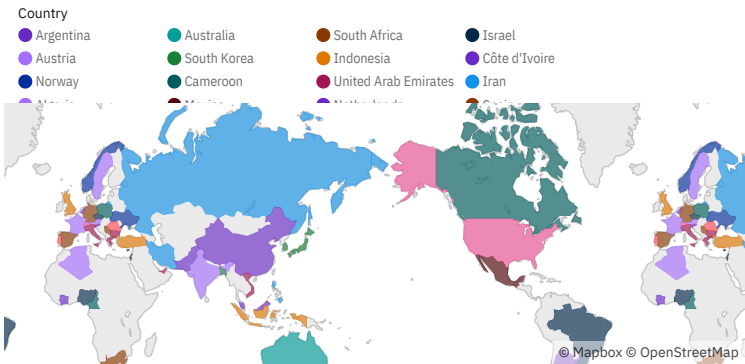 Country
Argentina Australia South Africa Israel
Austria South Korea Indonesia Côte d'Ivoire
Norway Cameroon United Arab Emirates Iran
© Mapbox © OpenStreetMap